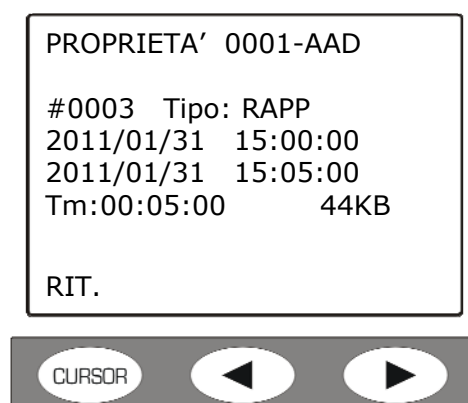 PROPRIETA’ 0001-AAD
#0003 Tipo: RAPP
2011/01/31 15:00:00
2011/01/31 15:05:00
Tm:00:05:00 44KB
RIT.
CURSOR